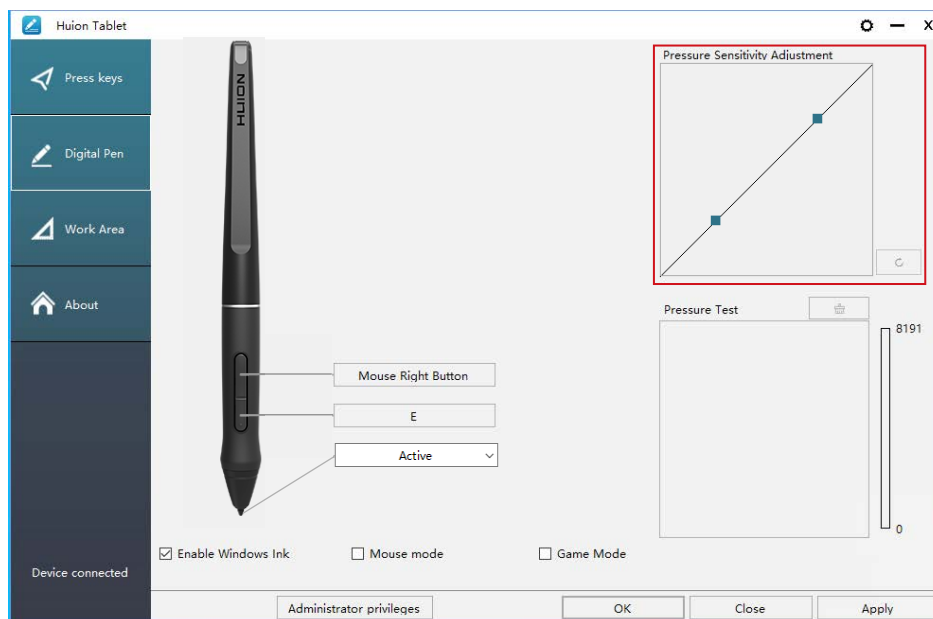 Huion Tablet
X
Press keys
Digital Pen
Work Area
About
Device connected
HUION
Mouse Right Button
E
Active
Enable Windows Ink
Mouse mode
Game Mode
Pressure Sensitivity Adjustment
Pressure Test
8191
0
Administrator privileges
OK
Close
Apply